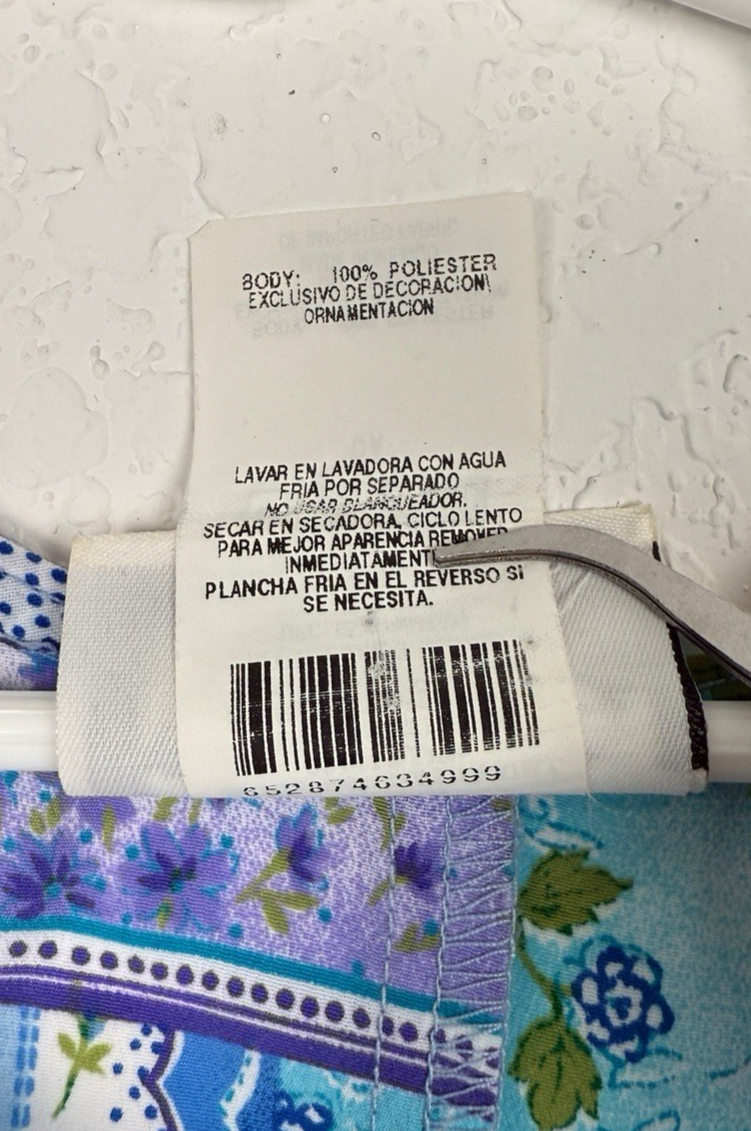 BODY: 100% POLIESTER
EXCLUSIVO DE DECORACION\
ORNAMENTACION
LAVAR EN LAVADORA CON AGUA
FRIA POR SEPARADO
NO USAR BLANQUEADOR.
SECAR EN SECADORA, CICLO LENTO
PARA MEJOR APARENCIA REMOVER
INMEDIATAMENTE
PLANCHA FRIA EN EL REVERSO SI
SE NECESITA.
652874634999